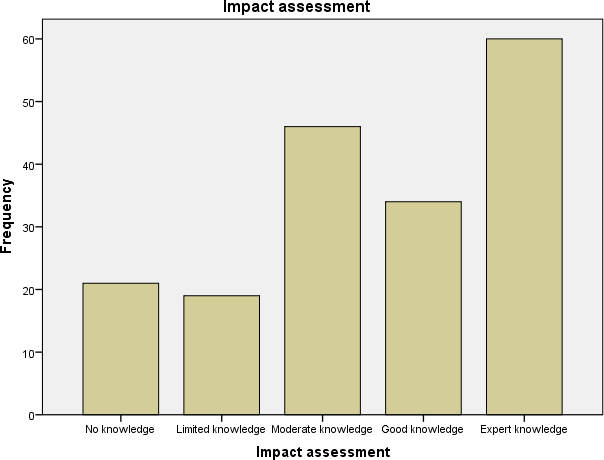 Impact assessment
60
50
40
30
20
10
0
Frequency
No knowledge Limited knowledge Moderate knowledge Good knowledge Expert knowledge
Impact assessment